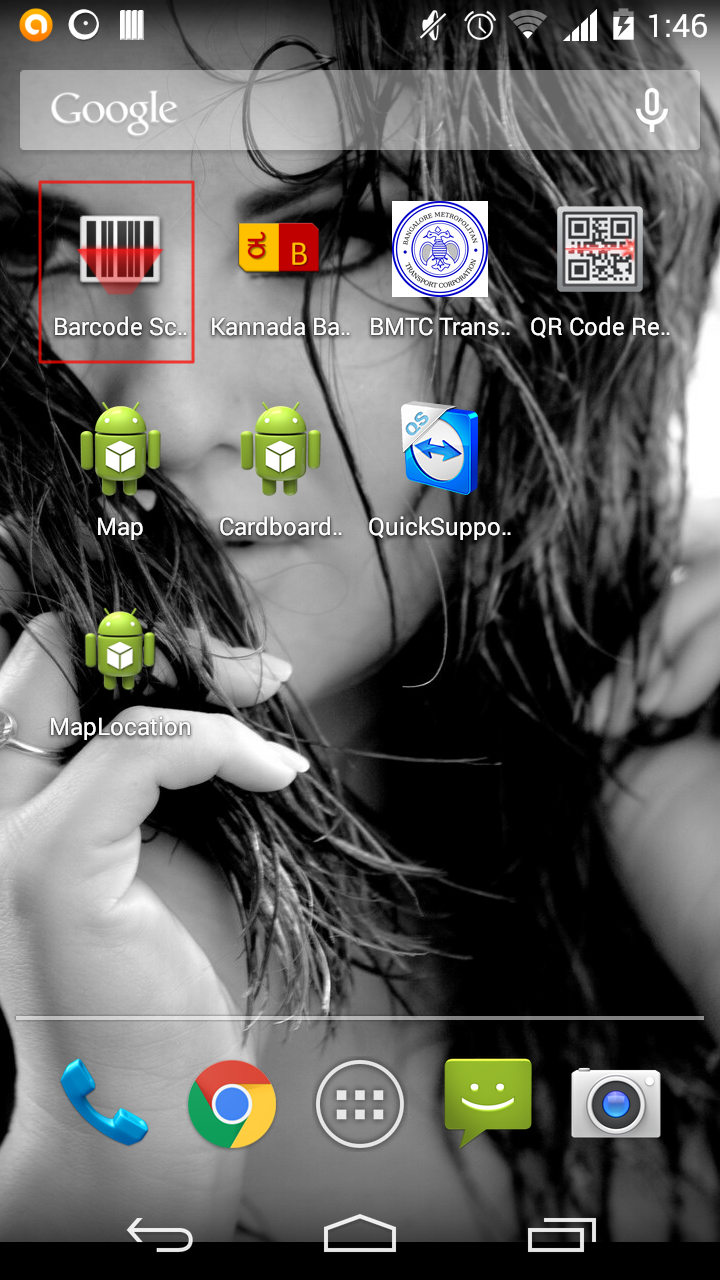 1:46
Google
BANGALORE METROPOLITAN
TRANSPORT CORPORATION
B
QS
Barcode Sc..
Kannada Ba..
BMTC Trans..
QR Code Re..
Map
Cardboard..
QuickSuppo..
MapLocation